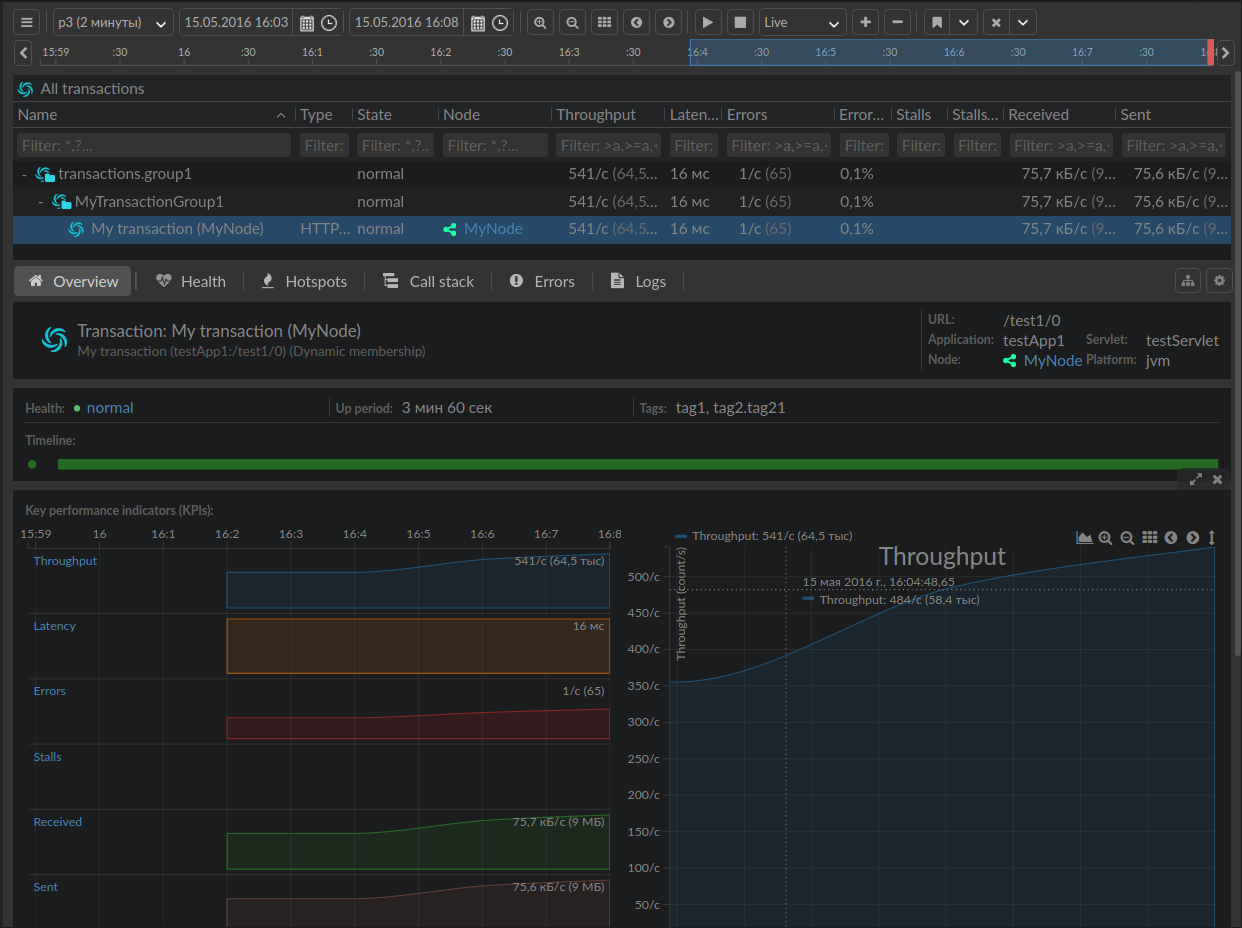 р3 (2 минуты) 15.05.2016 16:03 15.05.2016 16:08 Live
15:59 :30 16 :30 16:1 :30 16:2 :30 16:3 :30 16:4 :30 16:5 :30 16:6 :30 16:7 :30
All transactions
Name Type State Node Throughput Laten... Errors Error... Stalls Stalls... Received Sent
Filter: *,?... Filter: Filter: *,?.. Filter: *,?... Filter: >a,>=a,< Filter: Filter: >a,>=a,< Filter: Filter: Filter: Filter: >a,>=a,< Filter: >a,>=a,<
- transactions.group1 normal 541/с (64,5... 16 мс 1/с (65) 0,1% 75,7 кБ/с (9... 75,6 кБ/с (9...
- MyTransactionGroup1 normal 541/с (64,5... 16 мс 1/с (65) 0,1% 75,7 кБ/с (9... 75,6 кБ/с (9...
My transaction (MyNode) HTTP... normal MyNode 541/с (64,5... 16 мс 1/с (65) 0,1% 75,7 кБ/с (9... 75,6 кБ/с (9...
Overview Health Hotspots Call stack Errors Logs
Transaction: My transaction (MyNode)
My transaction (testApp1:/test1/0) (Dynamic membership)
URL: /test1/0
Application: testApp1 Servlet: testServlet
Node: MyNode Platform: jvm
Health: normal Up period: 3 мин 60 сек Tags: tag1, tag2.tag21
Timeline:
Key performance indicators (KPIs):
15:59 16 16:1 16:2 16:3 16:4 16:5 16:6 16:7 16:8
Throughput 541/с (64,5 тыс)
Latency 16 мс
Errors 1/с (65)
Stalls
Received 75,7 кБ/с (9 МБ)
Sent 75,6 кБ/с (9 МБ)
Throughput: 541/с (64,5 тыс)
Throughput
Throughput (count/s)
15 мая 2016 г., 16:04:48,65
Throughput: 484/с (58,4 тыс)
500/с
450/с
400/с
350/с
300/с
250/с
200/с
150/с
100/с
50/с